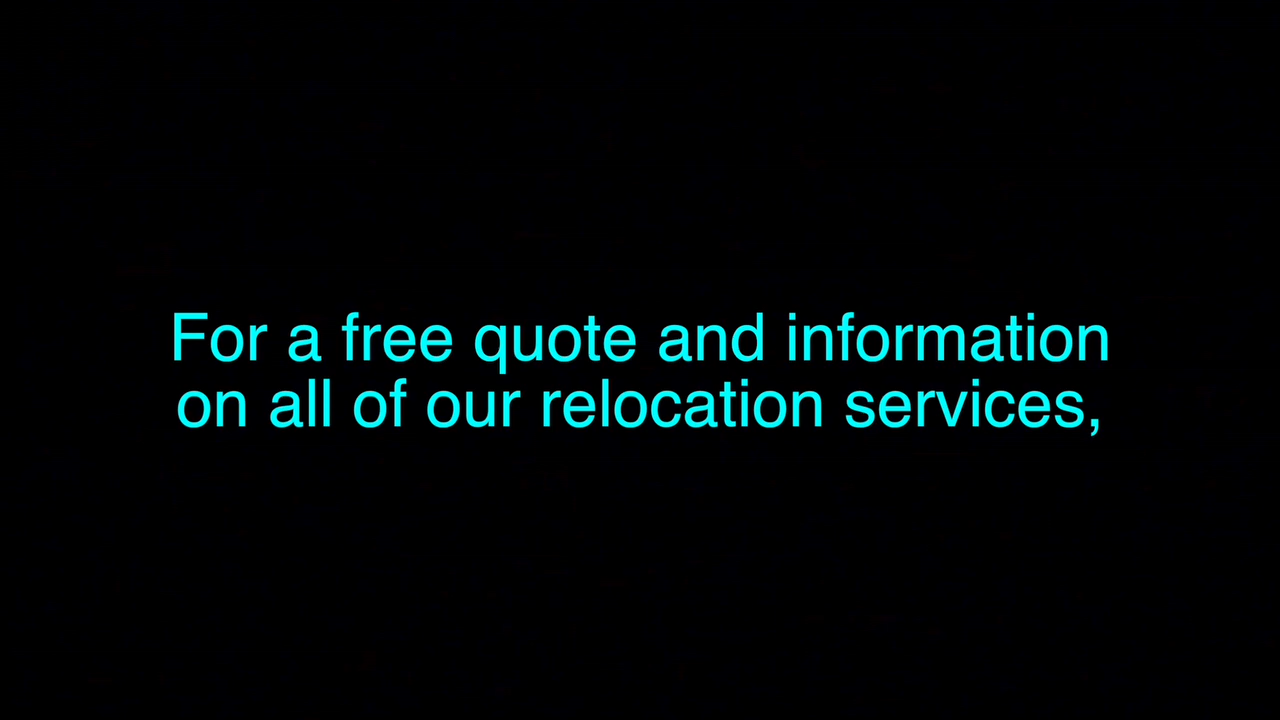 For a free quote and information
on all of our relocation services,